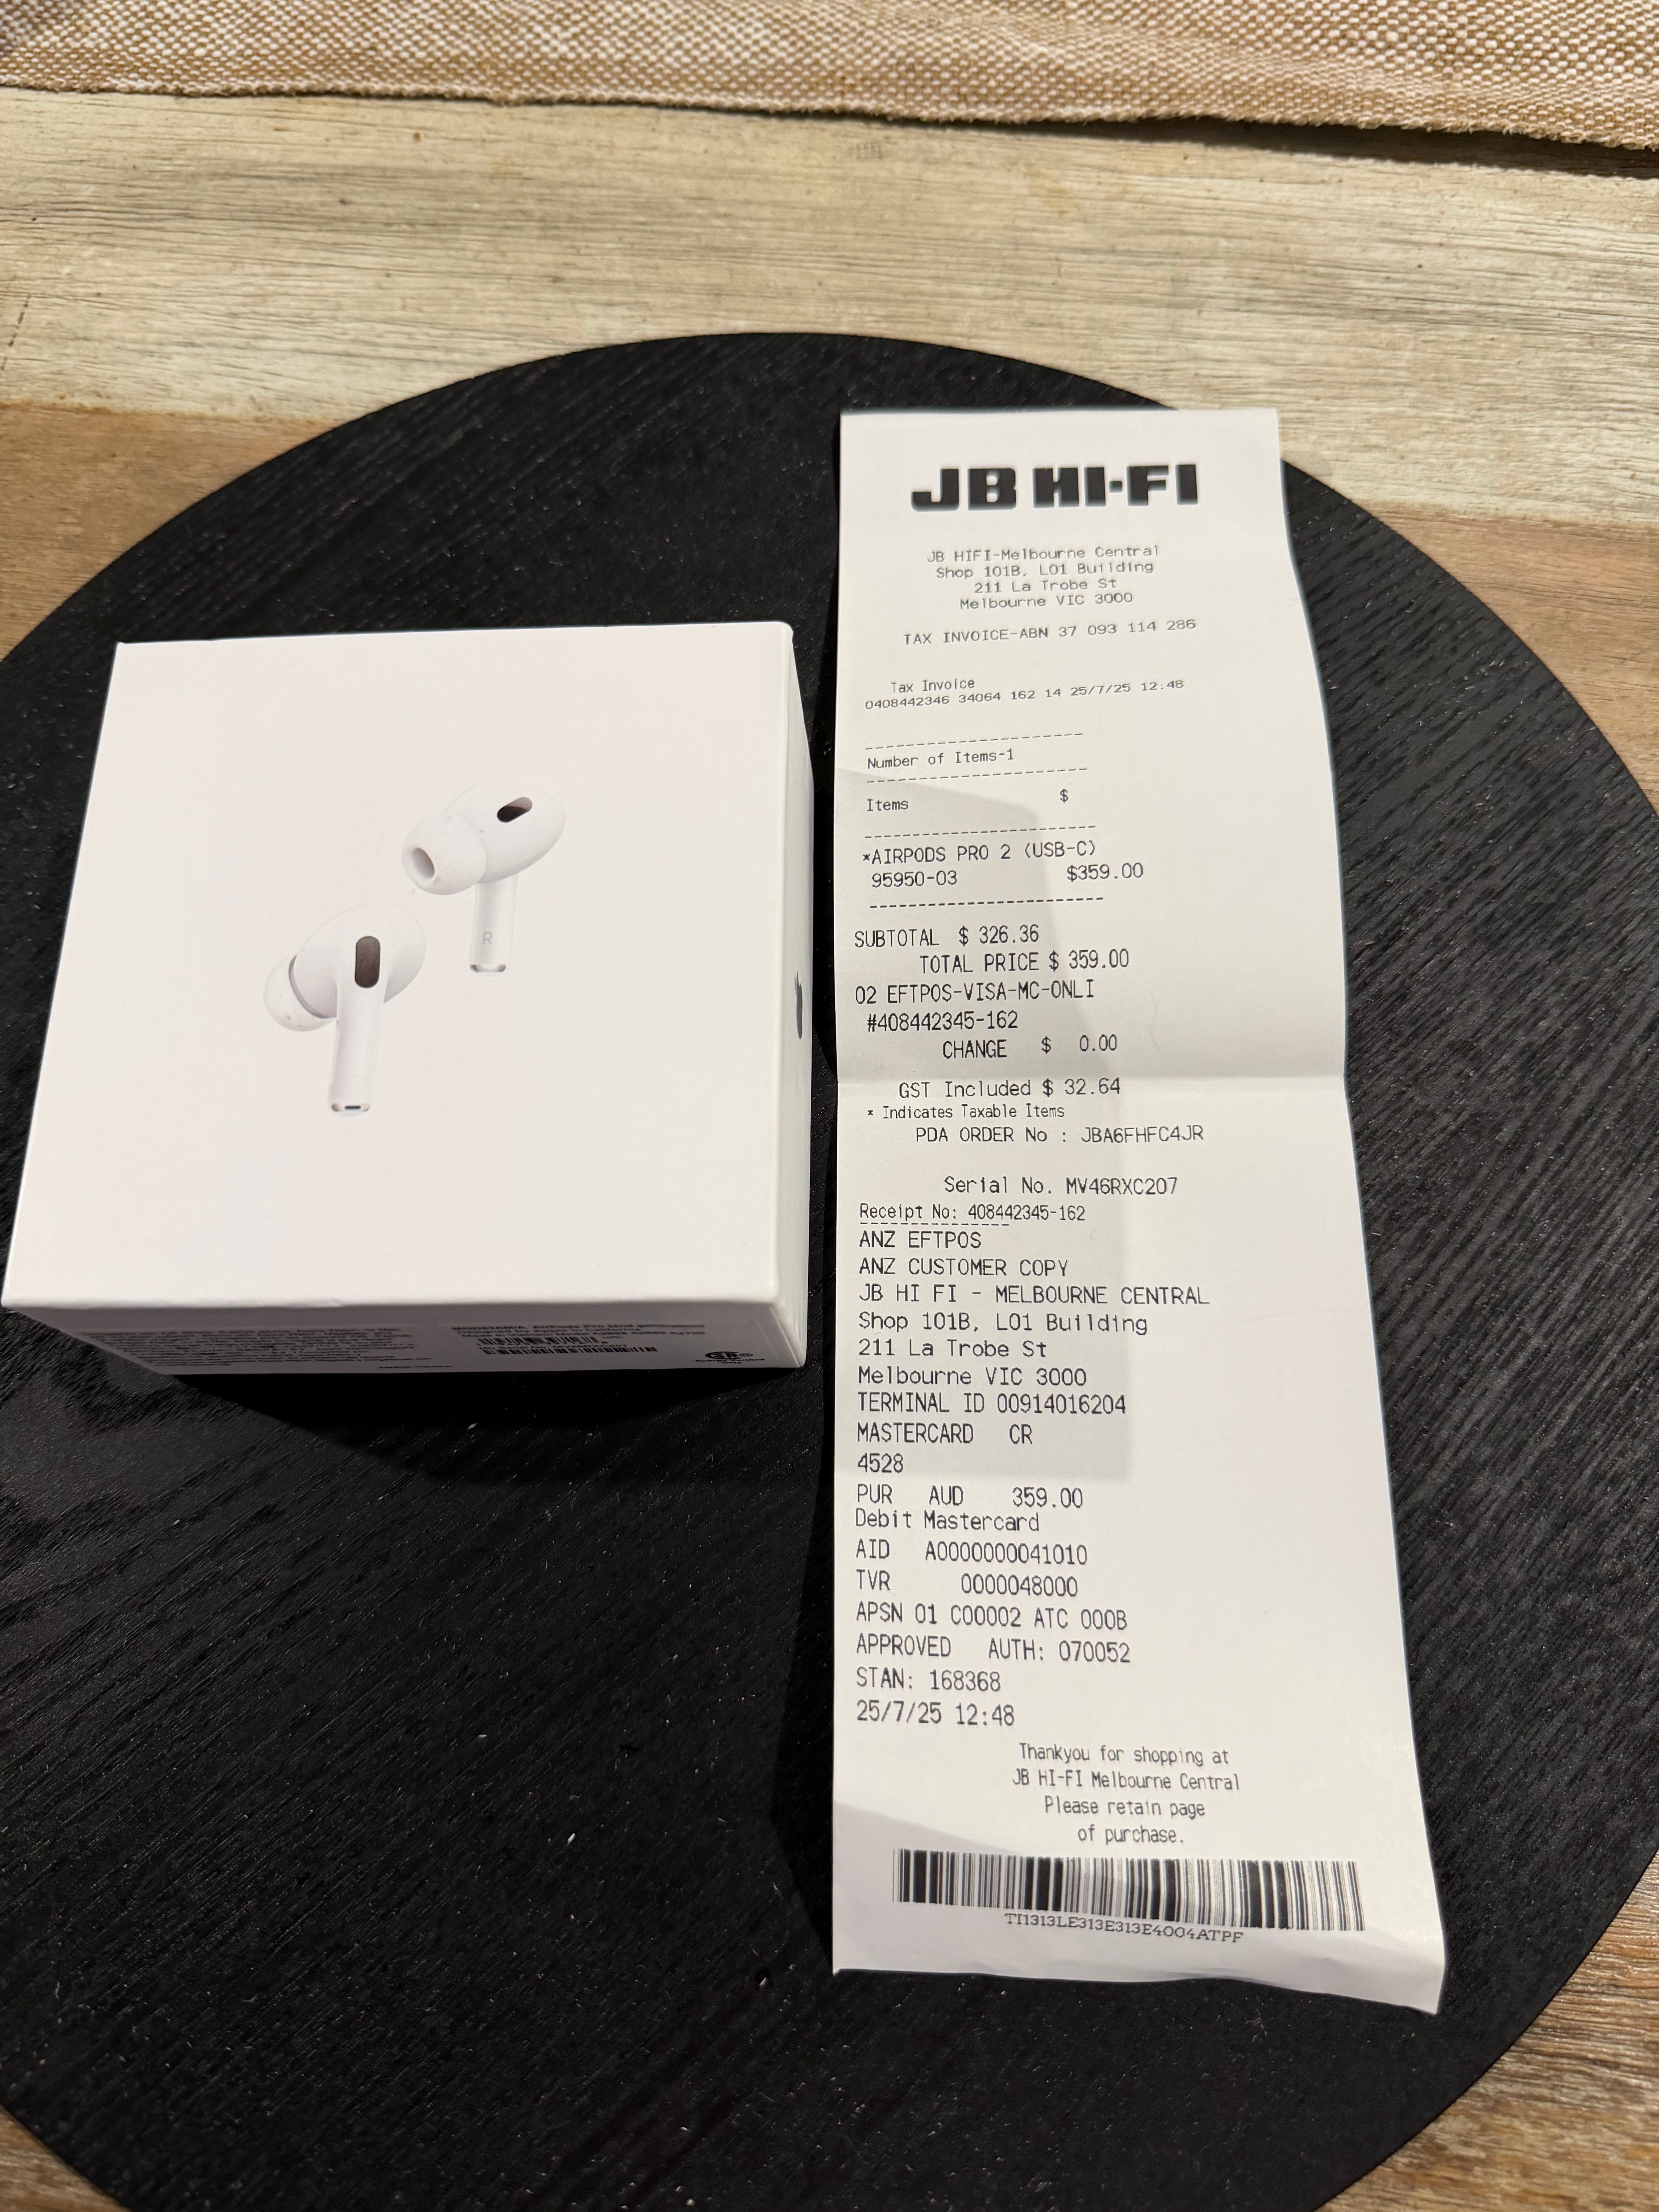 R
JB HI-FI
JB HIFI-Melbourne Central
Shop 101B, L01 Building
211 La Trobe St
Melbourne VIC 3000
TAX INVOICE-ABN 37 093 114 286
Tax Invoice
0408442346 34064 162 14 25/7/25 12:48
Number of Items-1
Items $
*AIRPODS PRO 2 (USB-C)
95950-03 $359.00
SUBTOTAL $ 326.36
TOTAL PRICE $ 359.00
02 EFTPOS-VISA-MC-ONLI
#408442345-162
CHANGE $ 0.00
GST Included $ 32.64
* Indicates Taxable Items
PDA ORDER No : JBA6FHFC4JR
Serial No. MV46RXC207
Receipt No: 408442345-162
ANZ EFTPOS
ANZ CUSTOMER COPY
JB HI FI - MELBOURNE CENTRAL
Shop 101B, L01 Building
211 La Trobe St
Melbourne VIC 3000
TERMINAL ID 00914016204
MASTERCARD CR
4528
PUR AUD 359.00
Debit Mastercard
AID A0000000041010
TVR 0000048000
APSN 01 C00002 ATC 000B
APPROVED AUTH: 070052
STAN: 168368
25/7/25 12:48
Thankyou for shopping at
JB HI-FI Melbourne Central
Please retain page
of purchase.
TI1313LE313E313E4004ATPF